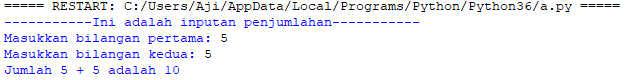 ===== RESTART: C:/Users/Aji/AppData/Local/Programs/Python/Python36/a.py =====
------------Ini adalah inputan penjumlahan-----------
Masukkan bilangan pertama: 5
Masukkan bilangan kedua: 5
Jumlah 5 + 5 adalah 10